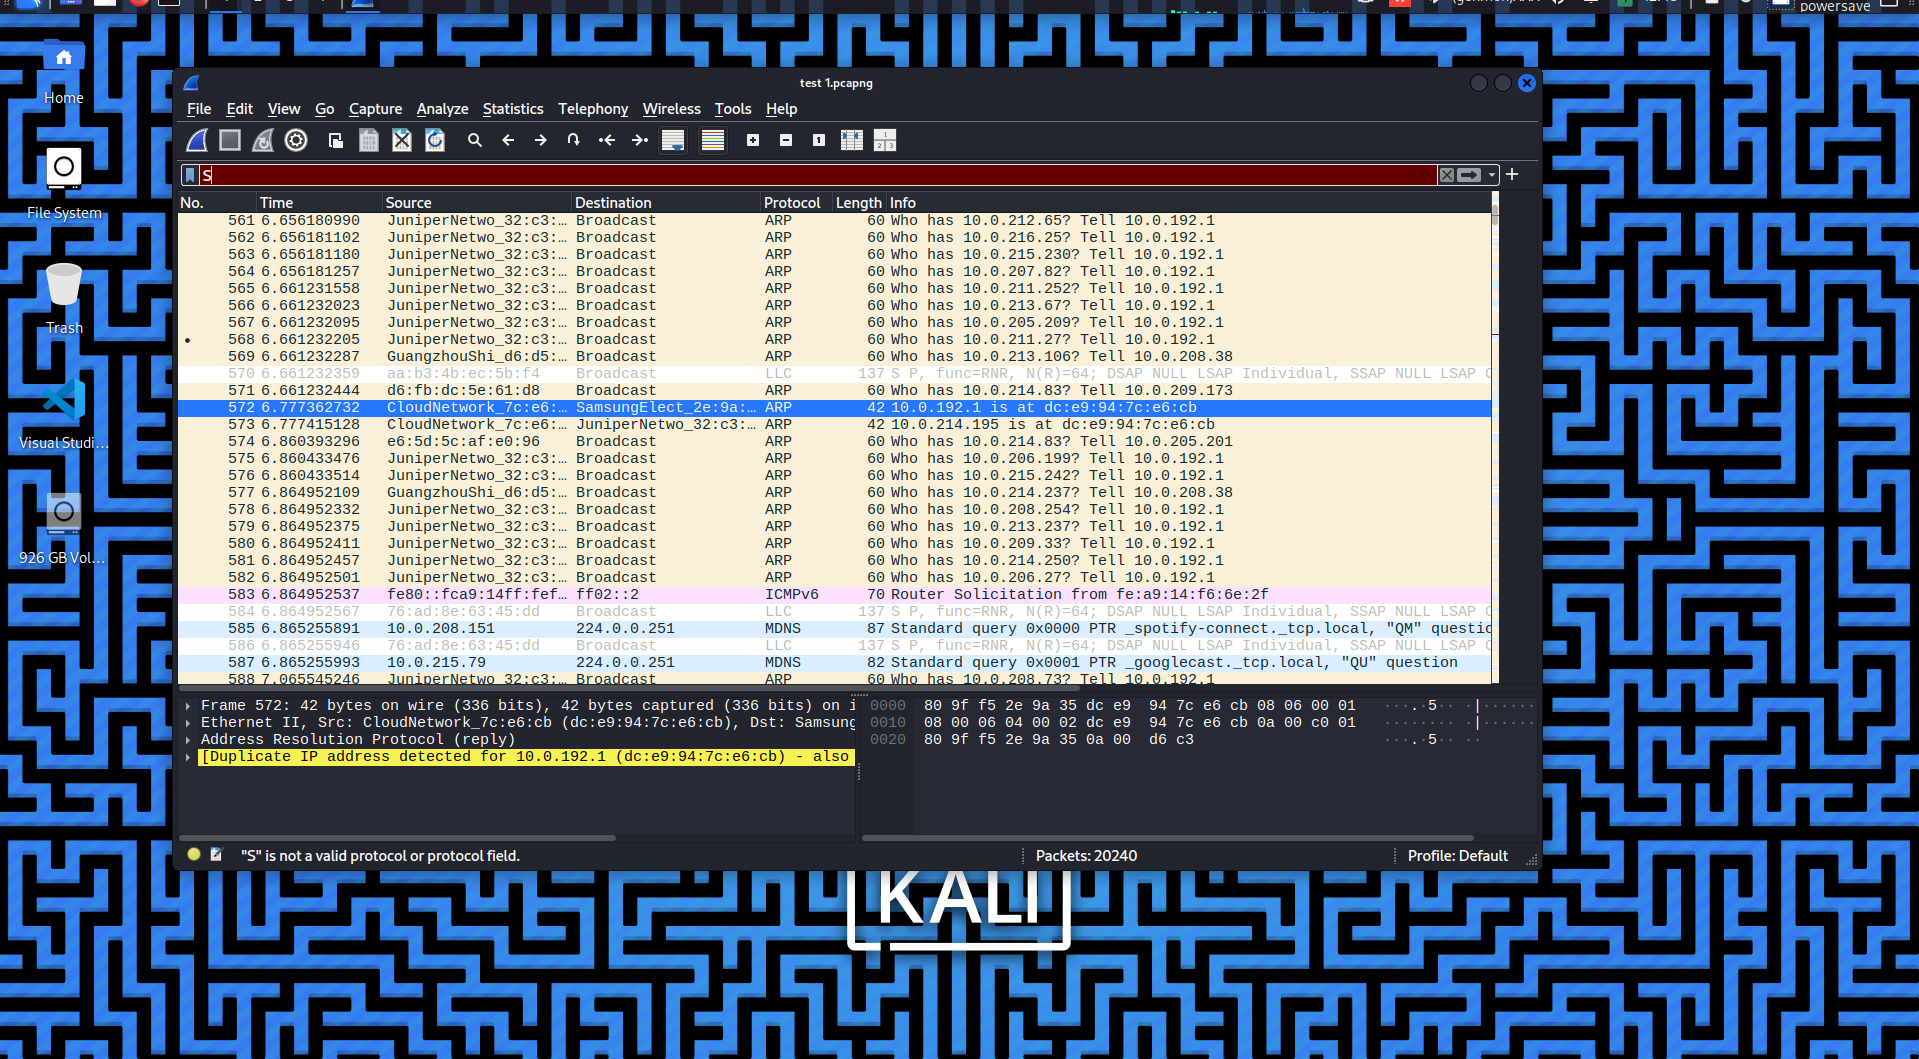 powersave
Home
File System
Trash
Visual Studi...
926 GB Vol...
test 1.pcapng
File Edit View Go Capture Analyze Statistics Telephony Wireless Tools Help
S
No. Time Source Destination Protocol Length Info
561 6.656180990 JuniperNetwo_32:c3:… Broadcast ARP 60 Who has 10.0.212.65? Tell 10.0.192.1
562 6.656181102 JuniperNetwo_32:c3:… Broadcast ARP 60 Who has 10.0.216.25? Tell 10.0.192.1
563 6.656181180 JuniperNetwo_32:c3:… Broadcast ARP 60 Who has 10.0.215.230? Tell 10.0.192.1
564 6.656181257 JuniperNetwo_32:c3:… Broadcast ARP 60 Who has 10.0.207.82? Tell 10.0.192.1
565 6.661231558 JuniperNetwo_32:c3:… Broadcast ARP 60 Who has 10.0.211.252? Tell 10.0.192.1
566 6.661232023 JuniperNetwo_32:c3:… Broadcast ARP 60 Who has 10.0.213.67? Tell 10.0.192.1
567 6.661232095 JuniperNetwo_32:c3:… Broadcast ARP 60 Who has 10.0.205.209? Tell 10.0.192.1
568 6.661232205 JuniperNetwo_32:c3:… Broadcast ARP 60 Who has 10.0.211.27? Tell 10.0.192.1
569 6.661232287 GuangzhouShi_d6:d5:… Broadcast ARP 60 Who has 10.0.213.106? Tell 10.0.208.38
570 6.661232359 aa:b3:4b:ec:5b:f4 Broadcast LLC 137 S P, func=RNR, N(R)=64; DSAP NULL LSAP Individual, SSAP NULL LSAP C
571 6.661232444 d6:fb:dc:5e:61:d8 Broadcast ARP 60 Who has 10.0.214.83? Tell 10.0.209.173
572 6.777362732 CloudNetwork_7c:e6:… SamsungElect_2e:9a:… ARP 42 10.0.192.1 is at dc:e9:94:7c:e6:cb
573 6.777415128 CloudNetwork_7c:e6:… JuniperNetwo_32:c3:… ARP 42 10.0.214.195 is at dc:e9:94:7c:e6:cb
574 6.860393296 e6:5d:5c:af:e0:96 Broadcast ARP 60 Who has 10.0.214.83? Tell 10.0.205.201
575 6.860433476 JuniperNetwo_32:c3:… Broadcast ARP 60 Who has 10.0.206.199? Tell 10.0.192.1
576 6.860433514 JuniperNetwo_32:c3:… Broadcast ARP 60 Who has 10.0.215.242? Tell 10.0.192.1
577 6.864952109 GuangzhouShi_d6:d5:… Broadcast ARP 60 Who has 10.0.214.237? Tell 10.0.208.38
578 6.864952332 JuniperNetwo_32:c3:… Broadcast ARP 60 Who has 10.0.208.254? Tell 10.0.192.1
579 6.864952375 JuniperNetwo_32:c3:… Broadcast ARP 60 Who has 10.0.213.237? Tell 10.0.192.1
580 6.864952411 JuniperNetwo_32:c3:… Broadcast ARP 60 Who has 10.0.209.33? Tell 10.0.192.1
581 6.864952457 JuniperNetwo_32:c3:… Broadcast ARP 60 Who has 10.0.214.250? Tell 10.0.192.1
582 6.864952501 JuniperNetwo_32:c3:… Broadcast ARP 60 Who has 10.0.206.27? Tell 10.0.192.1
583 6.864952537 fe80::fca9:14ff:fef… ff02::2 ICMPv6 70 Router Solicitation from fe:a9:14:f6:6e:2f
584 6.864952567 76:ad:8e:63:45:dd Broadcast LLC 137 S P, func=RNR, N(R)=64; DSAP NULL LSAP Individual, SSAP NULL LSAP C
585 6.865255891 10.0.208.151 224.0.0.251 MDNS 87 Standard query 0x0000 PTR _spotify-connect._tcp.local, "QM" questio
586 6.865255946 76:ad:8e:63:45:dd Broadcast LLC 137 S P, func=RNR, N(R)=64; DSAP NULL LSAP Individual, SSAP NULL LSAP C
587 6.865255993 10.0.215.79 224.0.0.251 MDNS 82 Standard query 0x0001 PTR _googlecast._tcp.local, "QU" question
588 7.065545246 JuniperNetwo_32:c3:… Broadcast ARP 60 Who has 10.0.208.73? Tell 10.0.192.1
Frame 572: 42 bytes on wire (336 bits), 42 bytes captured (336 bits) on i
Ethernet II, Src: CloudNetwork_7c:e6:cb (dc:e9:94:7c:e6:cb), Dst: Samsung
Address Resolution Protocol (reply)
[Duplicate IP address detected for 10.0.192.1 (dc:e9:94:7c:e6:cb) - also
0000 80 9f f5 2e 9a 35 dc e9 94 7c e6 cb 08 06 00 01 ···.·5·· ·|······
0010 08 00 06 04 00 02 dc e9 94 7c e6 cb 0a 00 c0 01 ········ ·|······
0020 80 9f f5 2e 9a 35 0a 00 d6 c3 ···.·5·· ··
"S" is not a valid protocol or protocol field.
Packets: 20240
Profile: Default
KALI